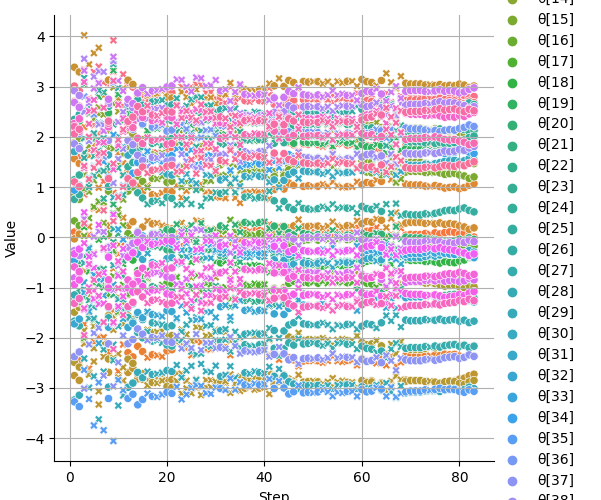 θ[14]
θ[15]
θ[16]
θ[17]
θ[18]
θ[19]
θ[20]
θ[21]
θ[22]
θ[23]
θ[24]
θ[25]
θ[26]
θ[27]
θ[28]
θ[29]
θ[30]
θ[31]
θ[32]
θ[33]
θ[34]
θ[35]
θ[36]
θ[37]
θ[38]
Value
4
3
2
1
0
−1
−2
−3
−4
0 20 40 60 80
Step